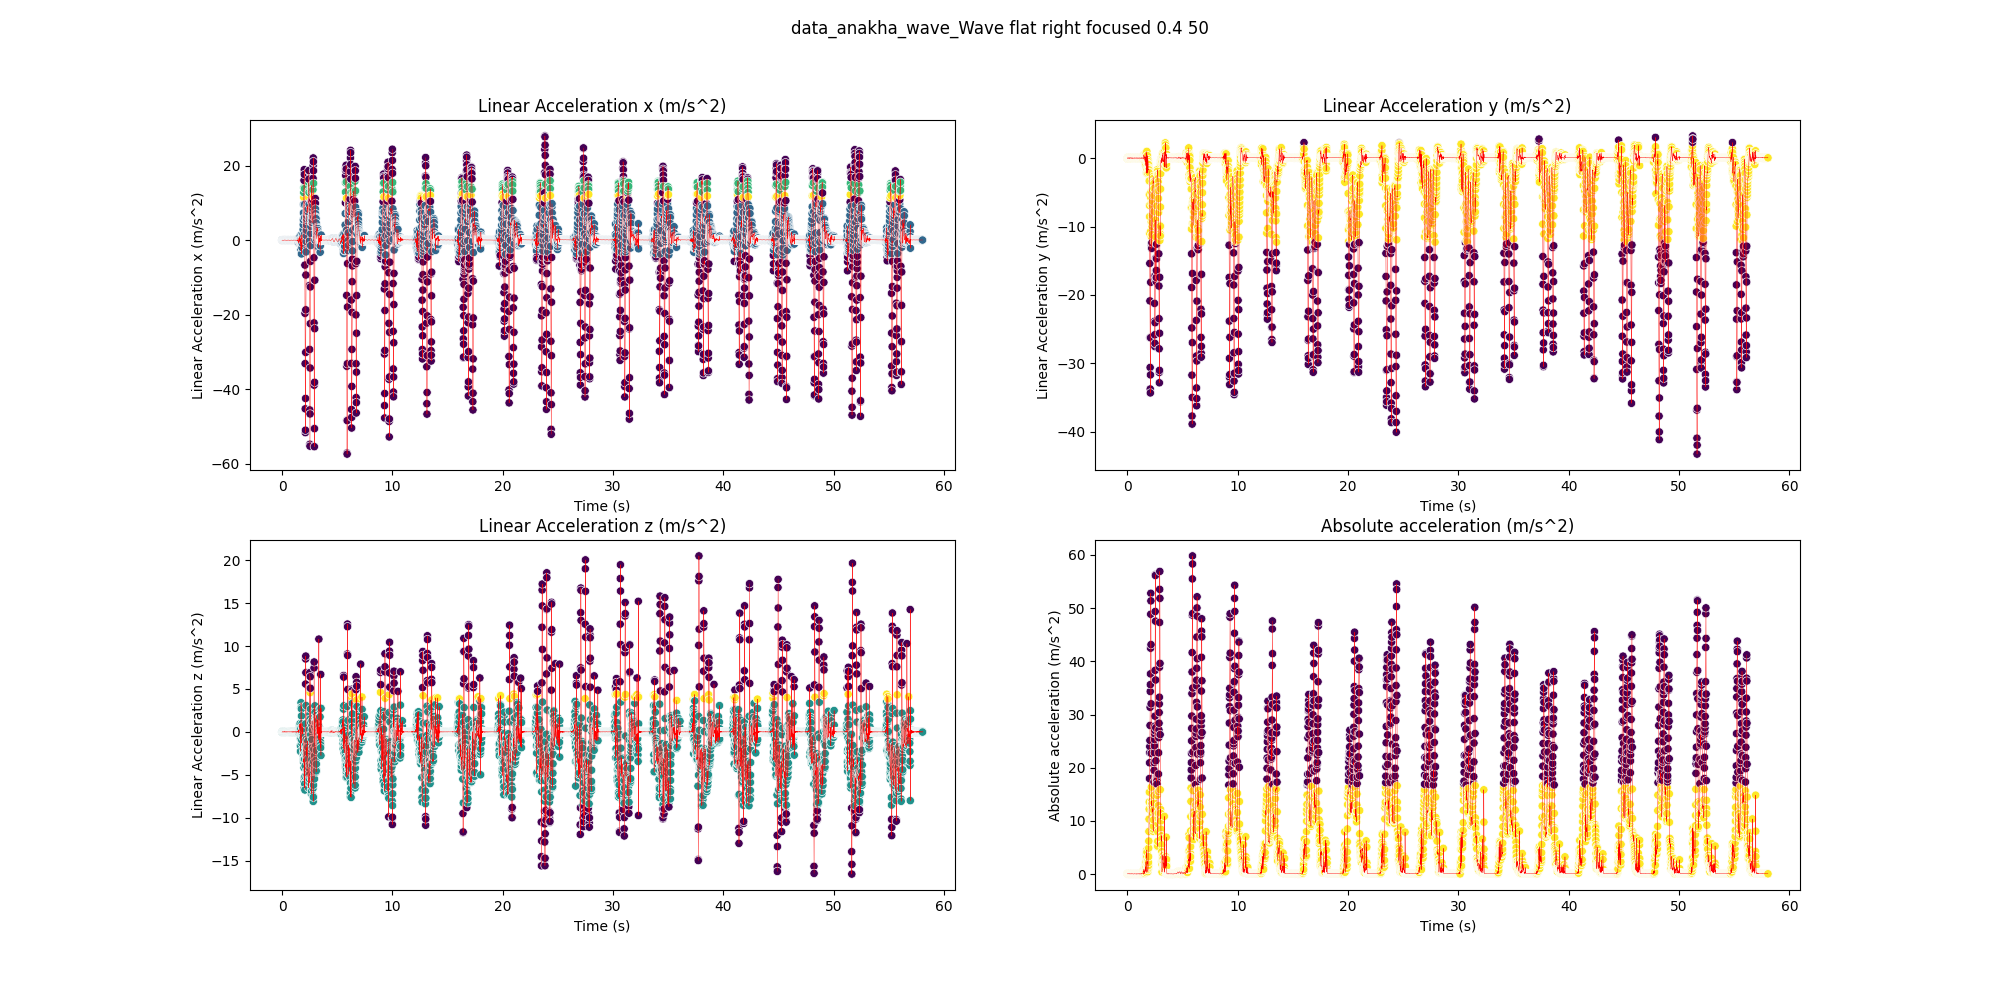 data_anakha_wave_Wave flat right focused 0.4 50
Linear Acceleration x (m/s^2)
Linear Acceleration x (m/s^2)
20
0
−20
−40
−60
0 10 20 30 40 50 60
Time (s)
Linear Acceleration y (m/s^2)
Linear Acceleration y (m/s^2)
0
−10
−20
−30
−40
0 10 20 30 40 50 60
Time (s)
Linear Acceleration z (m/s^2)
Linear Acceleration z (m/s^2)
20
15
10
5
0
−5
−10
−15
0 10 20 30 40 50 60
Time (s)
Absolute acceleration (m/s^2)
Absolute acceleration (m/s^2)
60
50
40
30
20
10
0
0 10 20 30 40 50 60
Time (s)